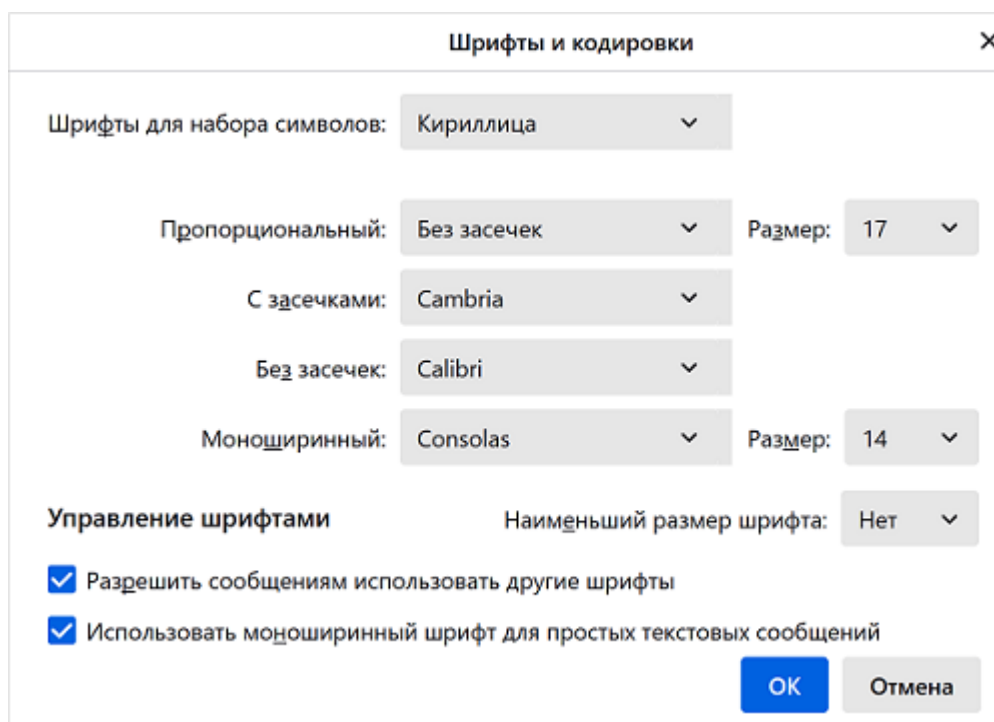 Шрифты и кодировки
Шрифты для набора символов: Кириллица
Пропорциональный: Без засечек Размер: 17
С засечками: Cambria
Без засечек: Calibri
Моноширинный: Consolas Размер: 14
Управление шрифтами Наименьший размер шрифта: Нет
Разрешить сообщениям использовать другие шрифты
Использовать моноширинный шрифт для простых текстовых сообщений
ОК Отмена